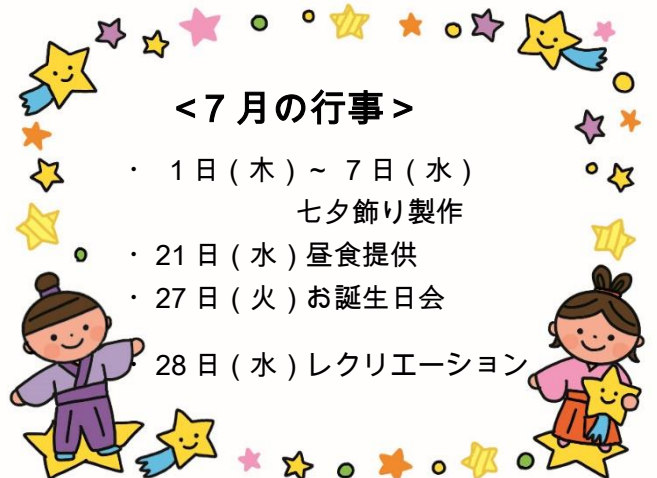 <7月の行事>
・ 1日(木)~ 7日(水)
七夕飾り製作
・21日(水)昼食提供
・27日(火)お誕生日会
・28日(水)レクリエーション